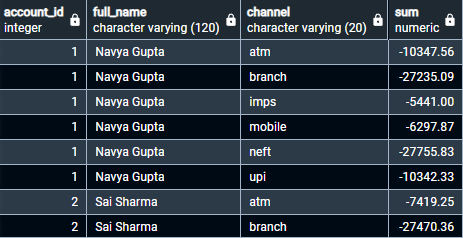 account_id full_name channel sum
integer character varying (120) character varying (20) numeric
1 Navya Gupta atm -10347.56
1 Navya Gupta branch -27235.09
1 Navya Gupta imps -5441.00
1 Navya Gupta mobile -6297.87
1 Navya Gupta neft -27755.83
1 Navya Gupta upi -10342.33
2 Sai Sharma atm -7419.25
2 Sai Sharma branch -27470.36